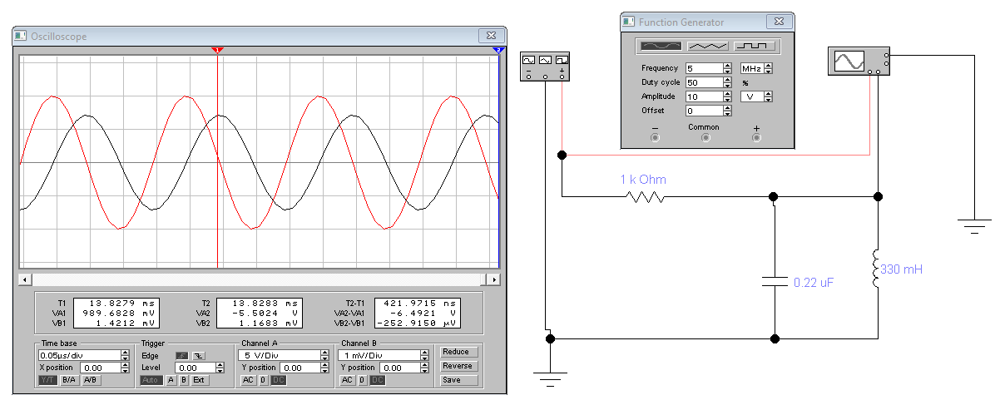 Oscilloscope
1
2
T1 13.8279 ms T2 13.8283 ms T2-T1 421.9715 ns
VA1 989.6828 mV VA2 -5.5024 V VA2-VA1 -6.4921 V
VB1 1.4212 mV VB2 1.1683 mV VB2-VB1 -252.9150 µV
Time base Trigger Channel A Channel B
0.05µs/div Edge 5 V/Div 1 mV/Div Reduce
X position 0.00 Level 0.00 Y position 0.00 Y position 0.00 Reverse
Y/T B/A A/B Auto A B Ext AC 0 DC AC 0 DC Save
Function Generator
Frequency 5 MHz
Duty cycle 50 %
Amplitude 10 V
Offset 0
− Common +
− +
1 k Ohm
0.22 uF
330 mH